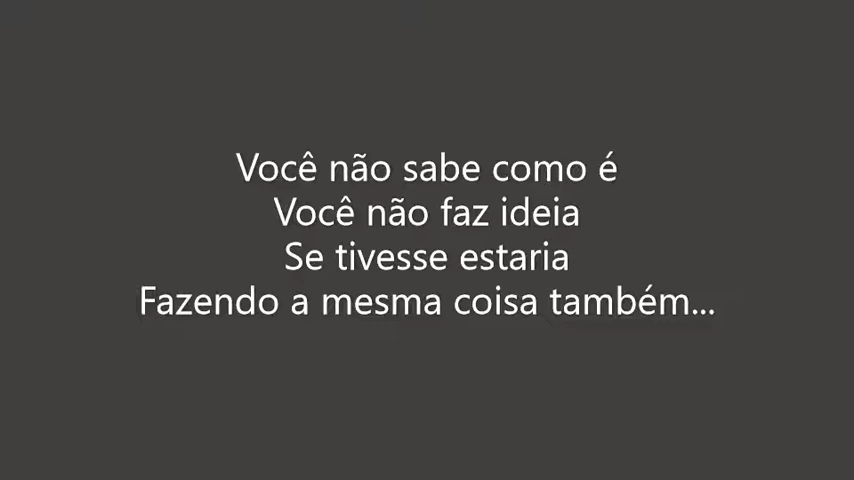 Você não sabe como é
Você não faz ideia
Se tivesse estaria
Fazendo a mesma coisa também...